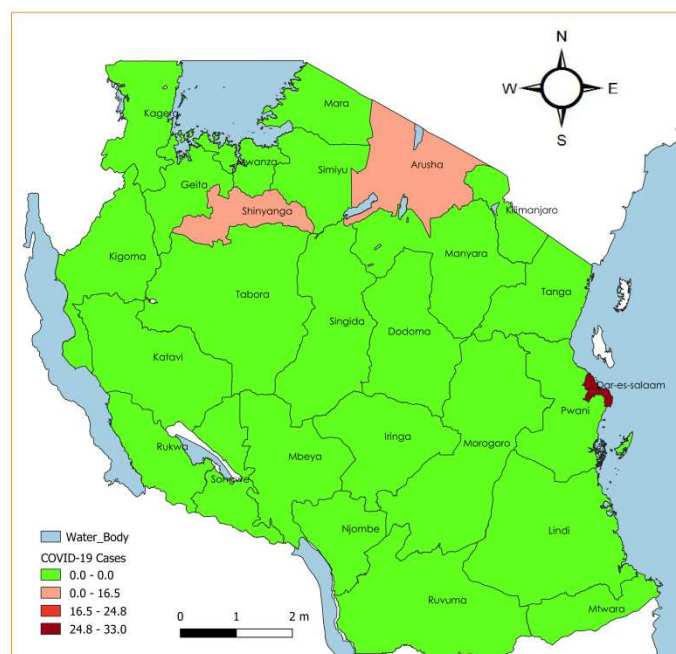 N
W E
S
Mara
Kagera
Arusha
Mwanza
Simiyu
Geita
Shinyanga
Kilimanjaro
Kigoma
Manyara
Tabora
Tanga
Singida
Dodoma
Katavi
Dar-es-salaam
Pwani
Iringa
Morogoro
Rukwa
Mbeya
Songwe
Njombe
Lindi
Water_Body
COVID-19 Cases
0.0 - 0.0
0.0 - 16.5
16.5 - 24.8
24.8 - 33.0
0 1 2 m
Ruvuma
Mtwara